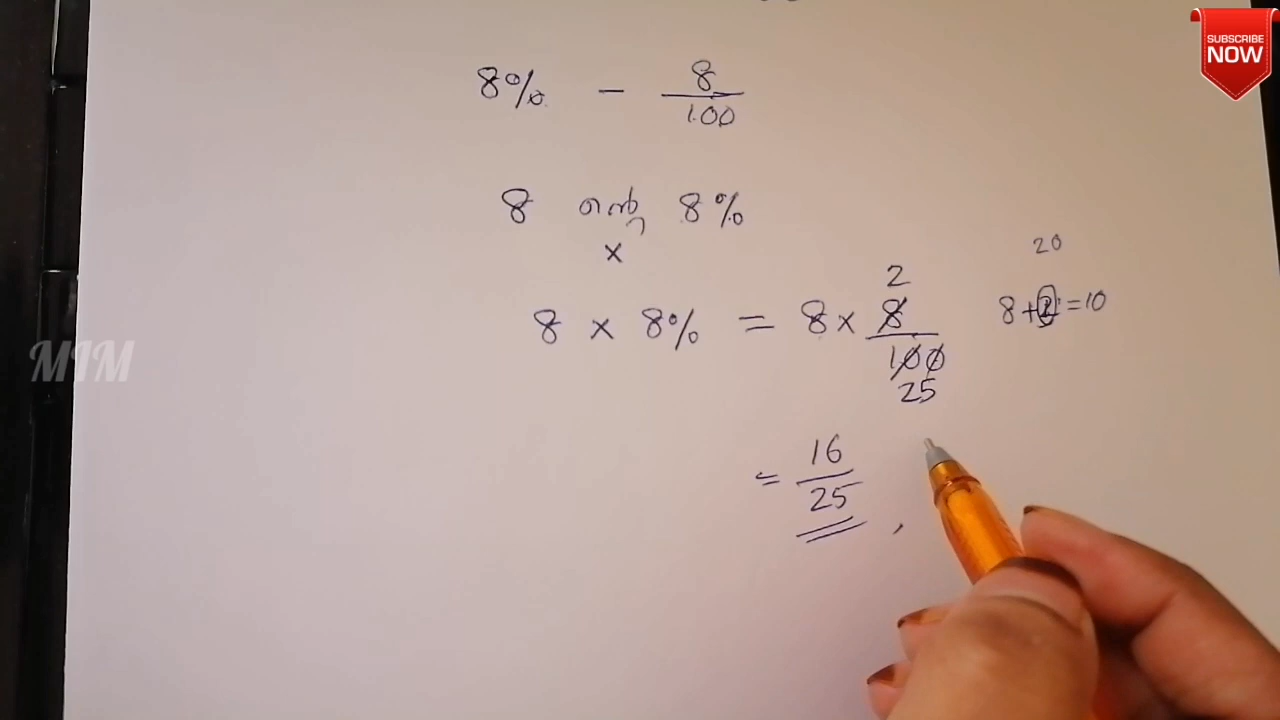 SUBSCRIBE
NOW
8% - 8/100
8 ന്റെ 8%
×
20
8 × 8% = 8 × 8/100
2
25
8+2=10
= 16/25
MIM